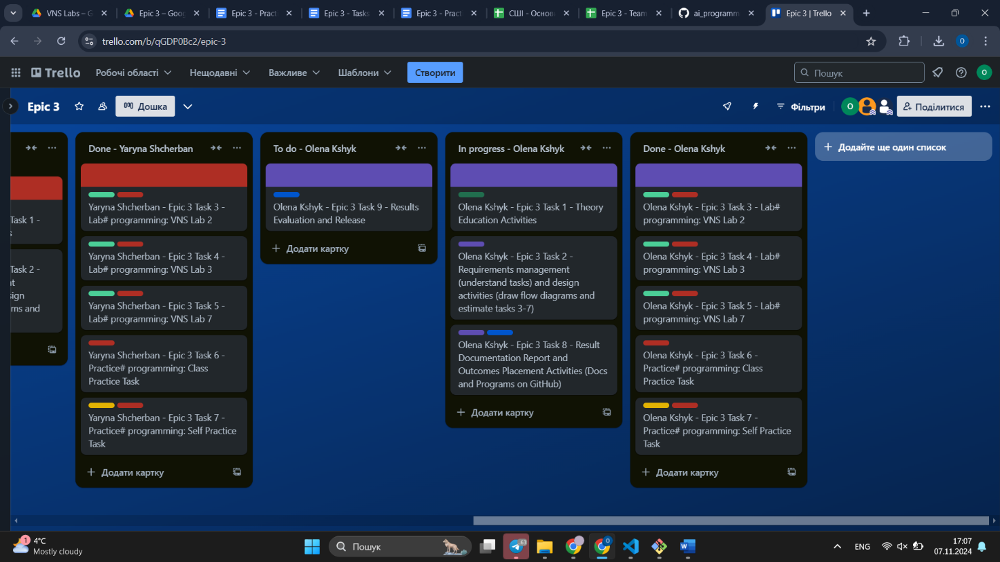 VNS Labs – G
Epic 3 – Goog
Epic 3 - Pract
Epic 3 - Tasks
Epic 3 - Pract
СШІ - Основи
Epic 3 - Team
ai_programm
Epic 3 | Trello
trello.com/b/qGDP0Bc2/epic-3
O
Trello
Робочі області
Нещодавні
Важливе
Шаблони
Створити
Пошук
O
Epic 3
Дошка
Фільтри
O
Поділитися
Task 1 -
s
Task 2 -
nt
sign
ms and
Done - Yaryna Shcherban
Yaryna Shcherban - Epic 3 Task 3 -
Lab# programming: VNS Lab 2
Yaryna Shcherban - Epic 3 Task 4 -
Lab# programming: VNS Lab 3
Yaryna Shcherban - Epic 3 Task 5 -
Lab# programming: VNS Lab 7
Yaryna Shcherban - Epic 3 Task 6 -
Practice# programming: Class
Practice Task
Yaryna Shcherban - Epic 3 Task 7 -
Practice# programming: Self Practice
Task
Додати картку
To do - Olena Kshyk
Olena Kshyk - Epic 3 Task 9 - Results
Evaluation and Release
Додати картку
In progress - Olena Kshyk
Olena Kshyk - Epic 3 Task 1 - Theory
Education Activities
Olena Kshyk - Epic 3 Task 2 -
Requirements management
(understand tasks) and design
activities (draw flow diagrams and
estimate tasks 3-7)
Olena Kshyk - Epic 3 Task 8 - Result
Documentation Report and
Outcomes Placement Activities (Docs
and Programs on GitHub)
Додати картку
Done - Olena Kshyk
Olena Kshyk - Epic 3 Task 3 - Lab#
programming: VNS Lab 2
Olena Kshyk - Epic 3 Task 4 - Lab#
programming: VNS Lab 3
Olena Kshyk - Epic 3 Task 5 - Lab#
programming: VNS Lab 7
Olena Kshyk - Epic 3 Task 6 -
Practice# programming: Class
Practice Task
Olena Kshyk - Epic 3 Task 7 -
Practice# programming: Self Practice
Task
Додати картку
Додайте ще один список
1
4°C
Mostly cloudy
Пошук
63
O
ENG
17:07
07.11.2024